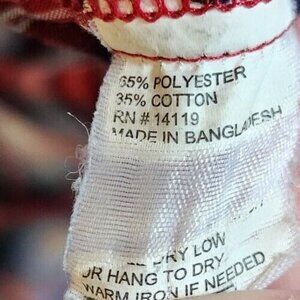 65% POLYESTER
35% COTTON
RN # 14119
MADE IN BANGLADESH
DRY LOW
OR HANG TO DRY
WARM IRON IF NEEDED